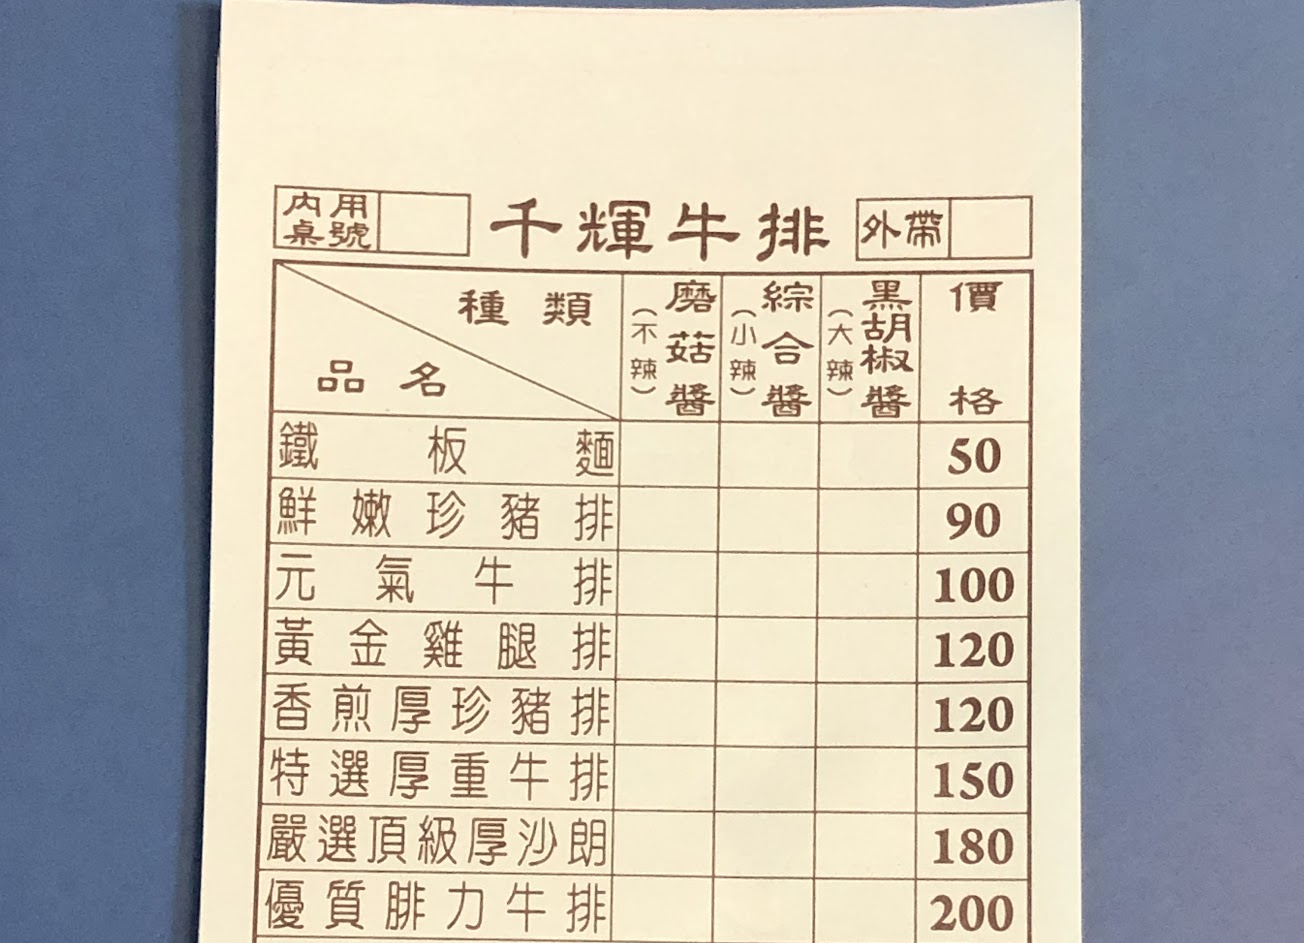 內用桌號
千輝牛排
外帶
種類
品名
磨菇醬(不辣)
綜合醬(小辣)
黑胡椒醬(大辣)
價格
鐵板麵 50
鮮嫩珍豬排 90
元氣牛排 100
黃金雞腿排 120
香煎厚珍豬排 120
特選厚重牛排 150
嚴選頂級厚沙朗 180
優質腓力牛排 200